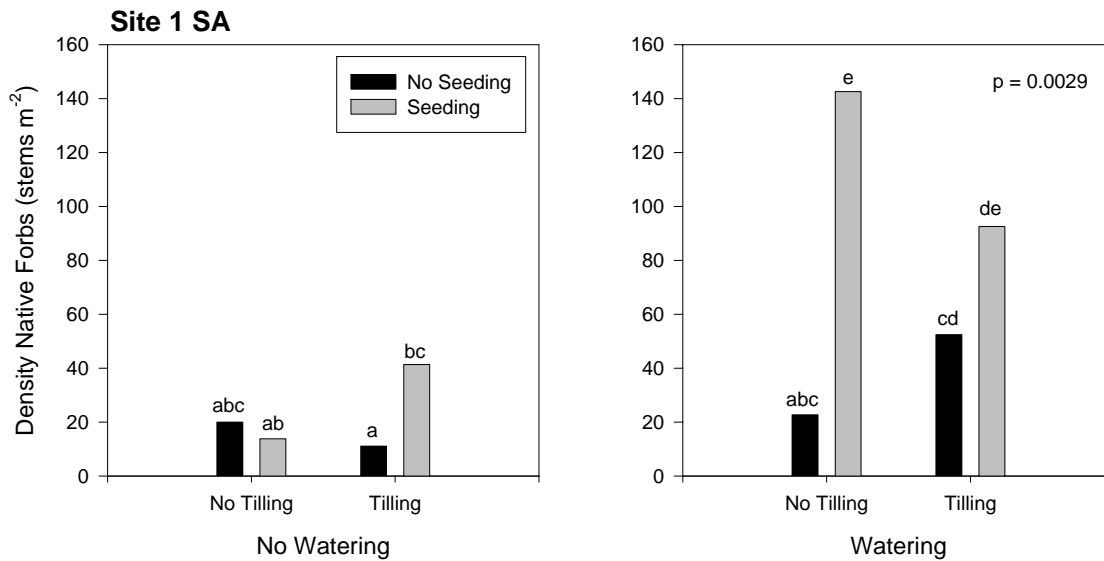 Site 1 SA
Density Native Forbs (stems m⁻²)
160
140
120
100
80
60
40
20
0
No Seeding
Seeding
abc
ab
a
bc
No Tilling
Tilling
No Watering
160
140
120
100
80
60
40
20
0
p = 0.0029
abc
e
cd
de
No Tilling
Tilling
Watering